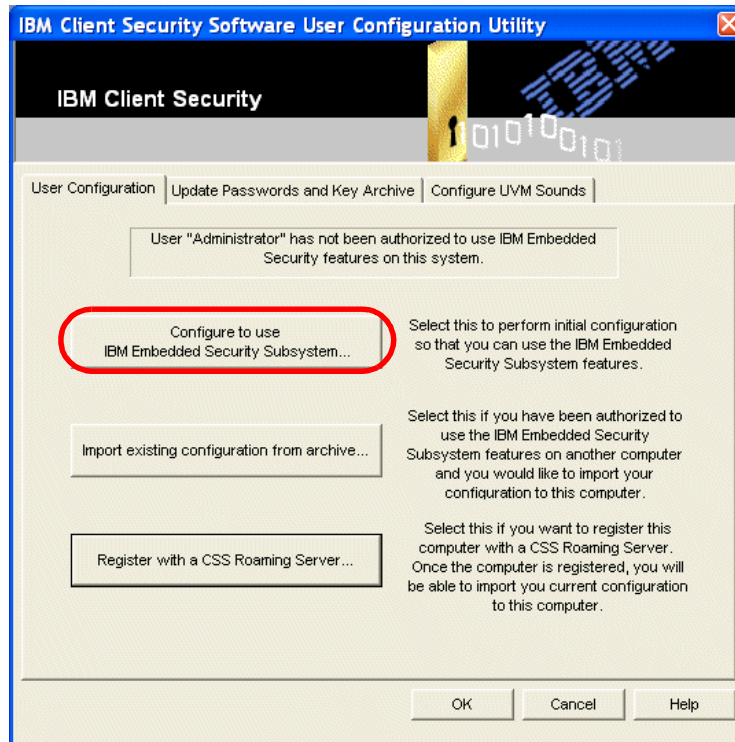 IBM Client Security Software User Configuration Utility
IBM
IBM Client Security
010100101
User Configuration
Update Passwords and Key Archive
Configure UVM Sounds
User "Administrator" has not been authorized to use IBM Embedded
Security features on this system.
Configure to use
IBM Embedded Security Subsystem...
Select this to perform initial configuration
so that you can use the IBM Embedded
Security Subsystem features.
Import existing configuration from archive...
Select this if you have been authorized to
use the IBM Embedded Security
Subsystem features on another computer
and you would like to import your
configuration to this computer.
Register with a CSS Roaming Server...
Select this if you want to register this
computer with a CSS Roaming Server.
Once the computer is registered, you will
be able to import you current configuration
to this computer.
OK
Cancel
Help